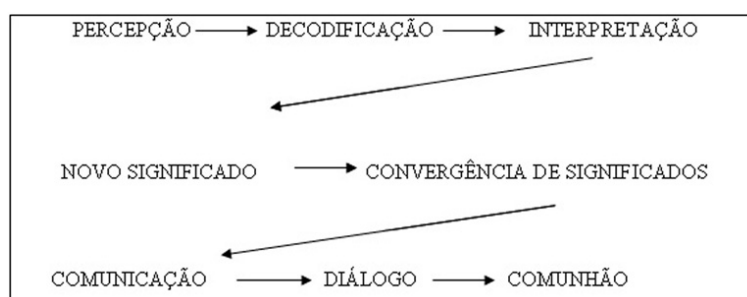 PERCEPÇÃO DECODIFICAÇÃO INTERPRETAÇÃO
NOVO SIGNIFICADO CONVERGÊNCIA DE SIGNIFICADOS
COMUNICAÇÃO DIÁLOGO COMUNHÃO